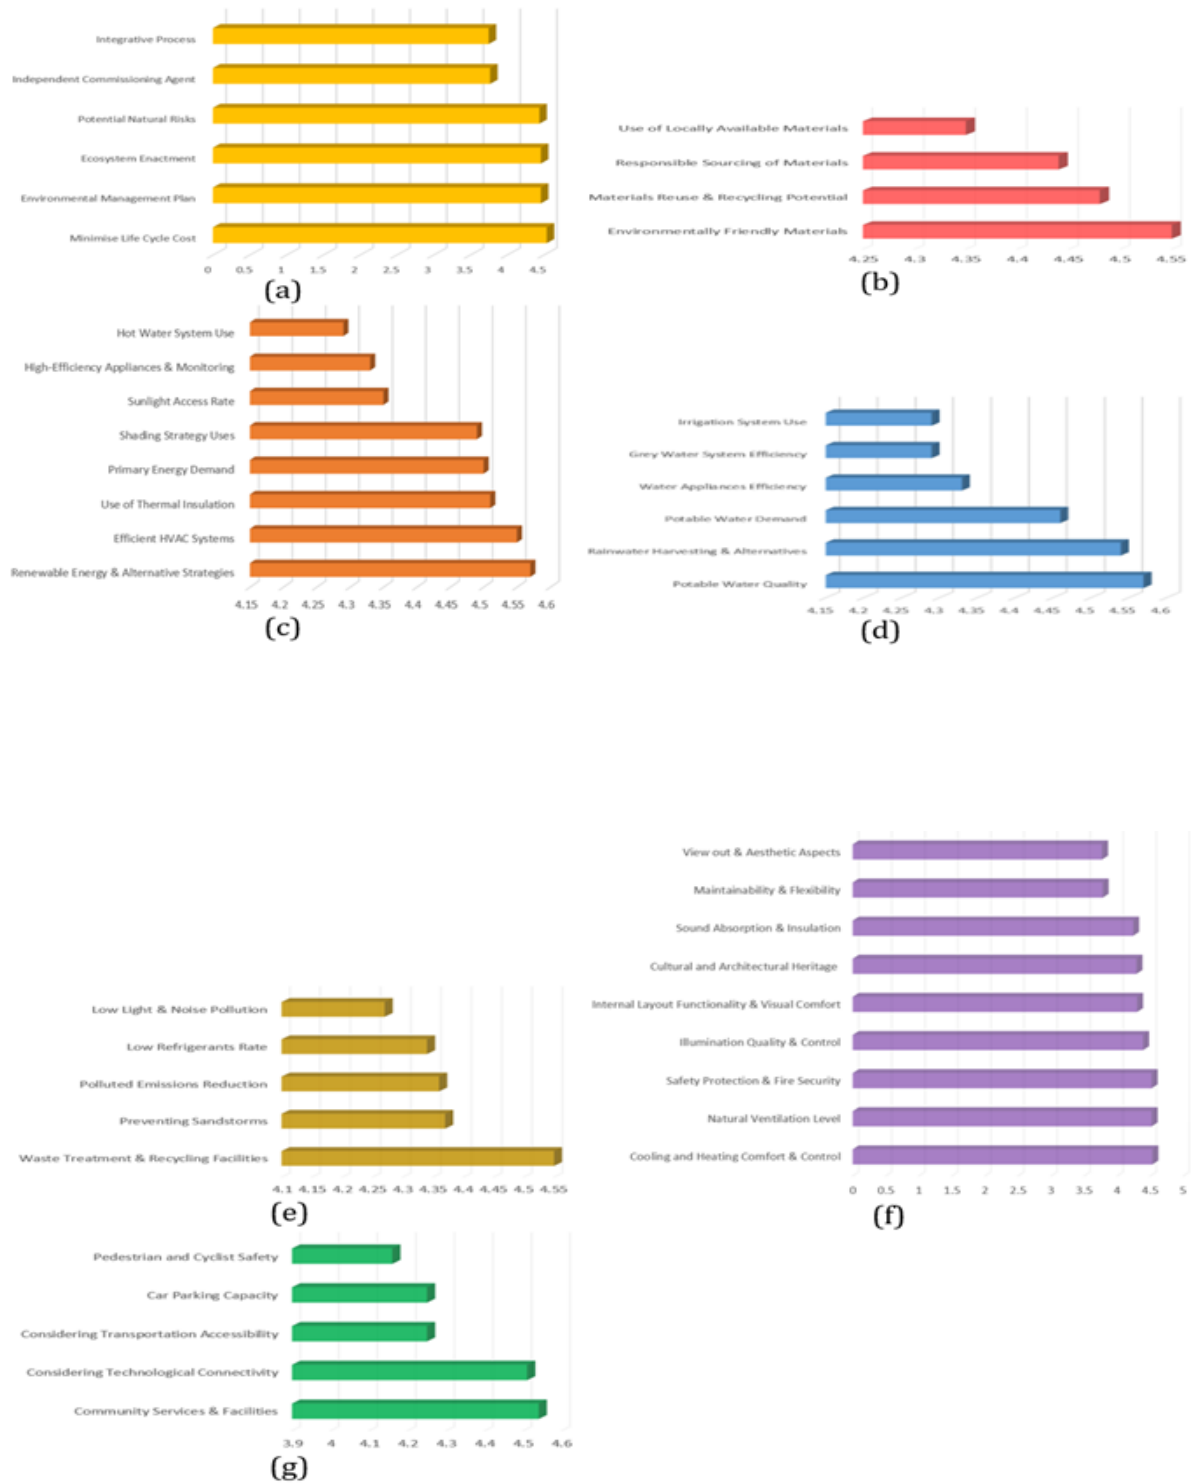 Integrative Process
Independent Commissioning Agent
Potential Natural Risks
Ecosystem Enactment
Environmental Management Plan
Minimise Life Cycle Cost
0 0.5 1 1.5 2 2.5 3 3.5 4 4.5
(a)
Use of Locally Available Materials
Responsible Sourcing of Materials
Materials Reuse & Recycling Potential
Environmentally Friendly Materials
4.25 4.3 4.35 4.4 4.45 4.5 4.55
(b)
Hot Water System Use
High-Efficiency Appliances & Monitoring
Sunlight Access Rate
Shading Strategy Uses
Primary Energy Demand
Use of Thermal Insulation
Efficient HVAC Systems
Renewable Energy & Alternative Strategies
4.15 4.2 4.25 4.3 4.35 4.4 4.45 4.5 4.55 4.6
(c)
Irrigation System Use
Grey Water System Efficiency
Water Appliances Efficiency
Potable Water Demand
Rainwater Harvesting & Alternatives
Potable Water Quality
4.15 4.2 4.25 4.3 4.35 4.4 4.45 4.5 4.55 4.6
(d)
Low Light & Noise Pollution
Low Refrigerants Rate
Polluted Emissions Reduction
Preventing Sandstorms
Waste Treatment & Recycling Facilities
4.1 4.15 4.2 4.25 4.3 4.35 4.4 4.45 4.5 4.55
(e)
View out & Aesthetic Aspects
Maintainability & Flexibility
Sound Absorption & Insulation
Cultural and Architectural Heritage
Internal Layout Functionality & Visual Comfort
Illumination Quality & Control
Safety Protection & Fire Security
Natural Ventilation Level
Cooling and Heating Comfort & Control
0 0.5 1 1.5 2 2.5 3 3.5 4 4.5 5
(f)
Pedestrian and Cyclist Safety
Car Parking Capacity
Considering Transportation Accessibility
Considering Technological Connectivity
Community Services & Facilities
3.9 4 4.1 4.2 4.3 4.4 4.5 4.6
(g)